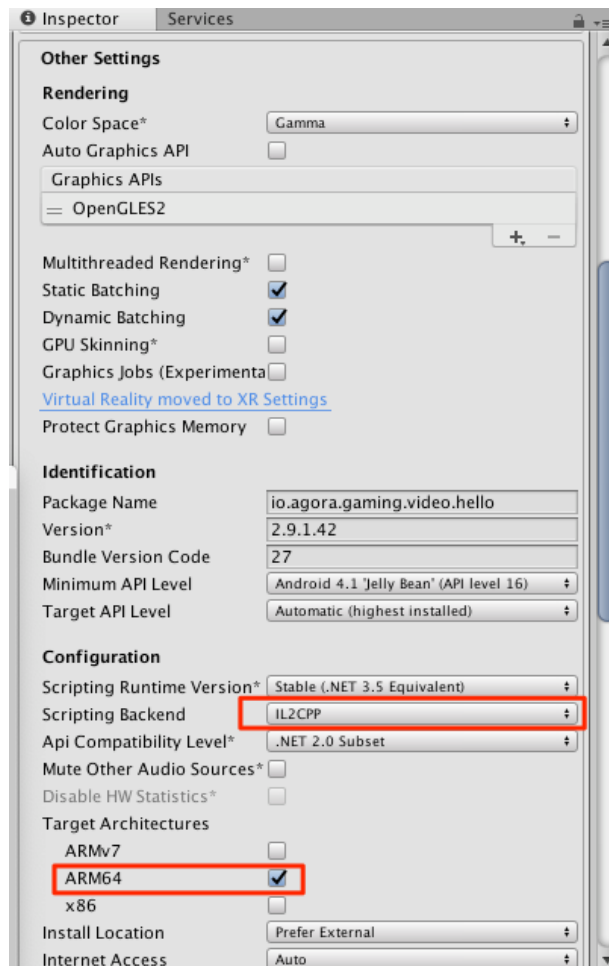 Inspector Services
Other Settings
Rendering
Color Space* Gamma
Auto Graphics API
Graphics APIs
OpenGLES2
Multithreaded Rendering*
Static Batching
Dynamic Batching
GPU Skinning*
Graphics Jobs (Experimenta
Virtual Reality moved to XR Settings
Protect Graphics Memory
Identification
Package Name io.agora.gaming.video.hello
Version* 2.9.1.42
Bundle Version Code 27
Minimum API Level Android 4.1 'Jelly Bean' (API level 16)
Target API Level Automatic (highest installed)
Configuration
Scripting Runtime Version* Stable (.NET 3.5 Equivalent)
Scripting Backend IL2CPP
Api Compatibility Level* .NET 2.0 Subset
Mute Other Audio Sources*
Disable HW Statistics*
Target Architectures
ARMv7
ARM64
x86
Install Location Prefer External
Internet Access Auto